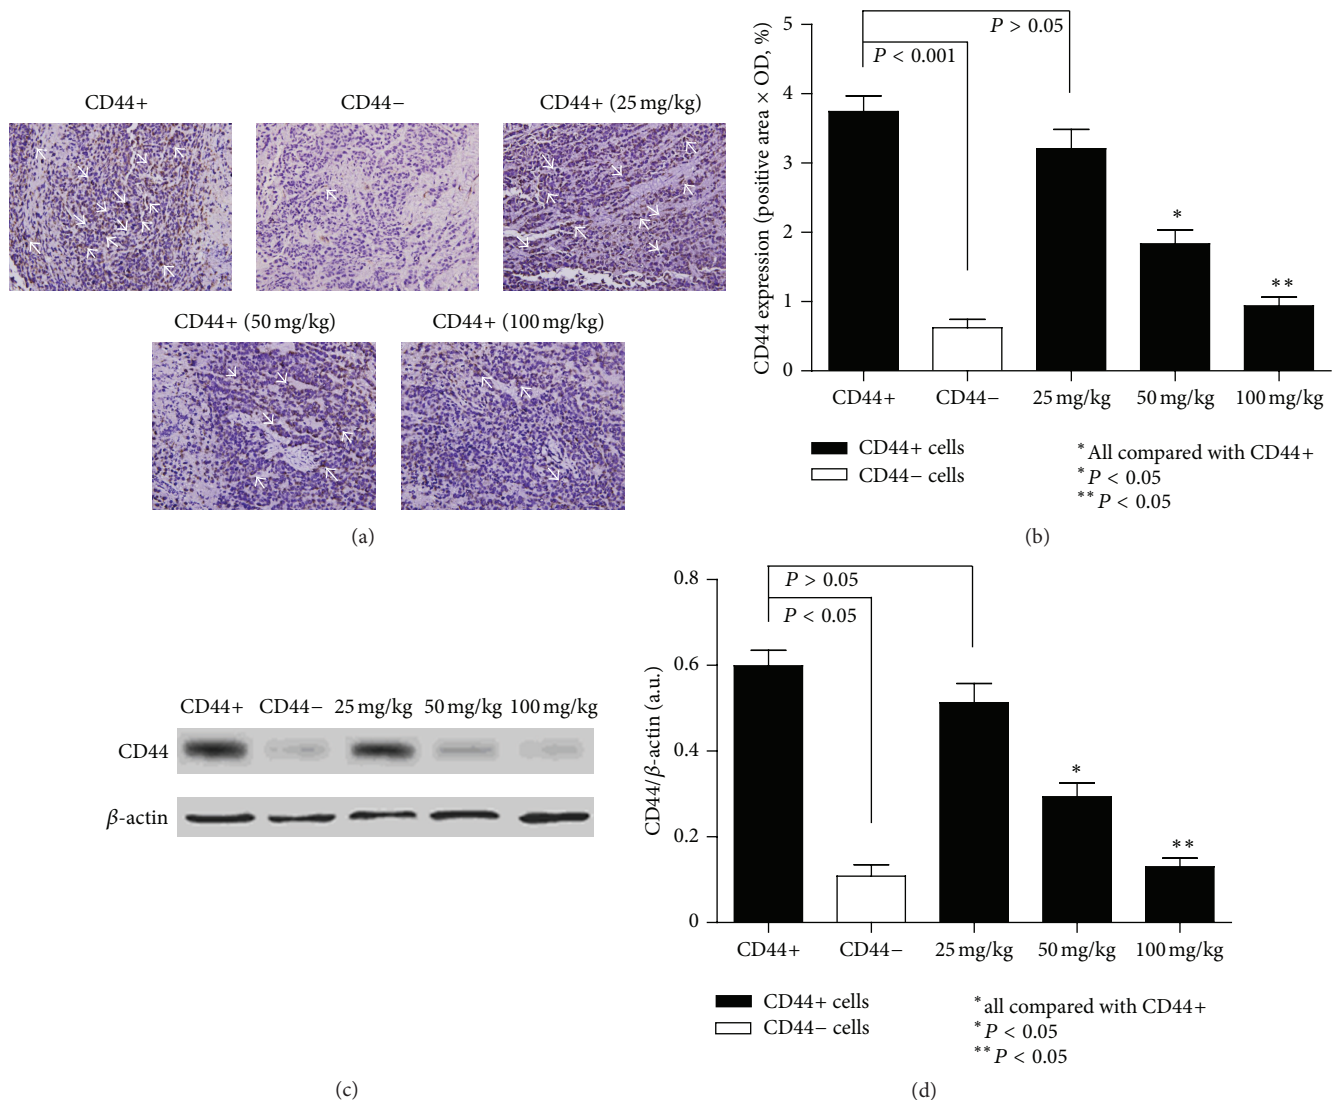 CD44+
CD44−
CD44+ (25 mg/kg)
CD44+ (50 mg/kg)
CD44+ (100 mg/kg)
(a)
CD44 expression (positive area × OD, %)
5
4
3
2
1
0
P > 0.05
P < 0.001
*
**
CD44+
CD44−
25 mg/kg
50 mg/kg
100 mg/kg
CD44+ cells
CD44− cells
*All compared with CD44+
*P < 0.05
**P < 0.05
(b)
CD44+ CD44− 25 mg/kg 50 mg/kg 100 mg/kg
CD44
β-actin
(c)
CD44/β-actin (a.u.)
0.8
0.6
0.4
0.2
0
P > 0.05
P < 0.05
*
**
CD44+
CD44−
25 mg/kg
50 mg/kg
100 mg/kg
CD44+ cells
CD44− cells
*all compared with CD44+
*P < 0.05
**P < 0.05
(d)